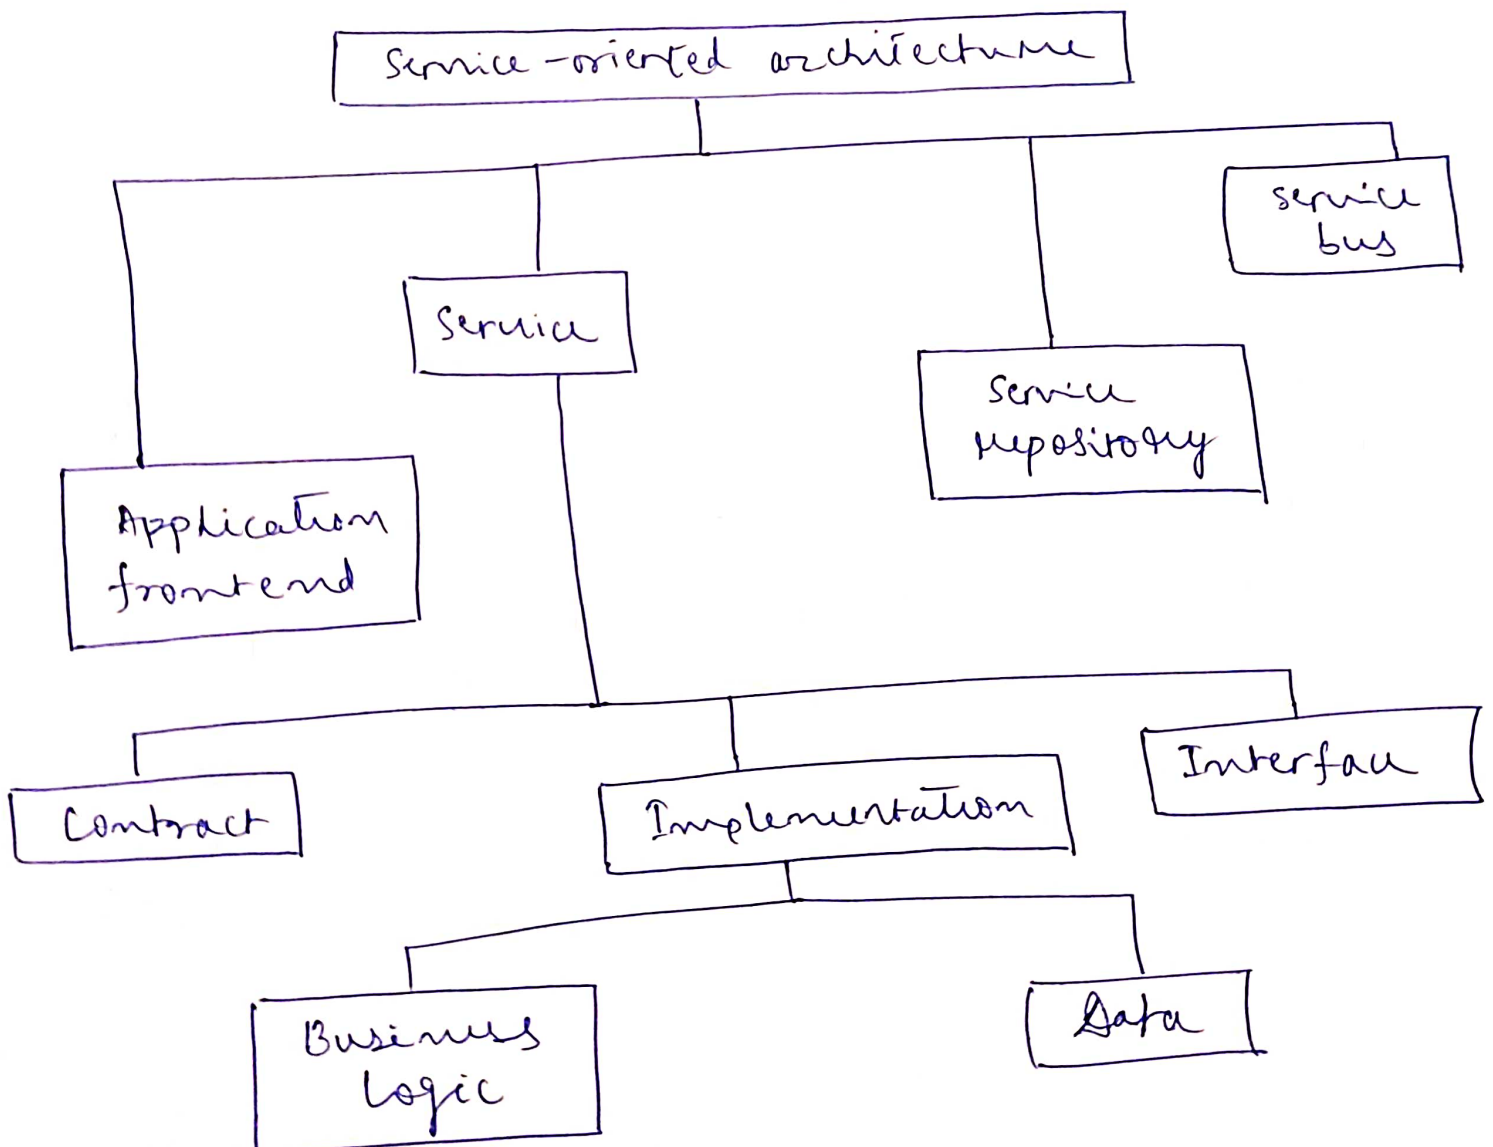 Service-oriented architecture
service
bus
Service
Service
repository
Application
frontend
Interface
Contract
Implementation
Business
Logic
Data